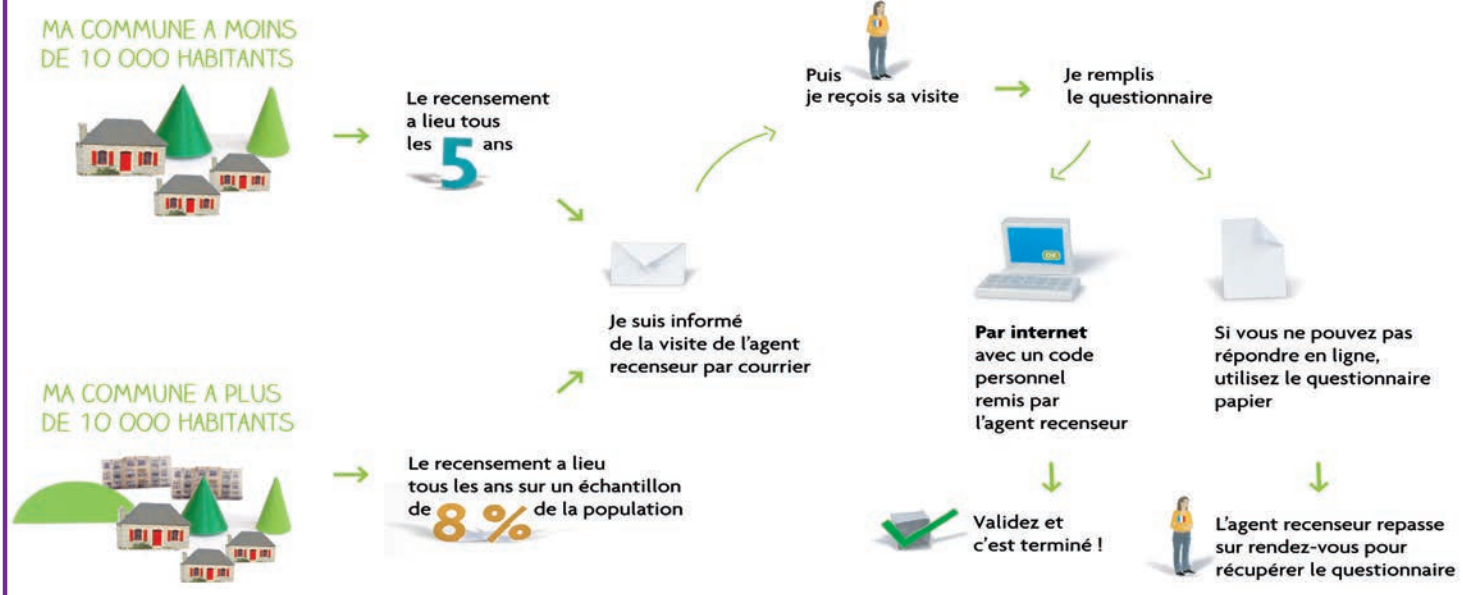 MA COMMUNE A MOINS
DE 10 000 HABITANTS
Le recensement
a lieu tous
les 5 ans
MA COMMUNE A PLUS
DE 10 000 HABITANTS
Le recensement a lieu
tous les ans sur un échantillon
de 8 % de la population
Je suis informé
de la visite de l'agent
recenseur par courrier
Puis
je reçois sa visite
Je remplis
le questionnaire
OK
Par internet
avec un code
personnel
remis par
l'agent recenseur
Validez et
c'est terminé !
Si vous ne pouvez pas
répondre en ligne,
utilisez le questionnaire
papier
L'agent recenseur repasse
sur rendez-vous pour
récupérer le questionnaire